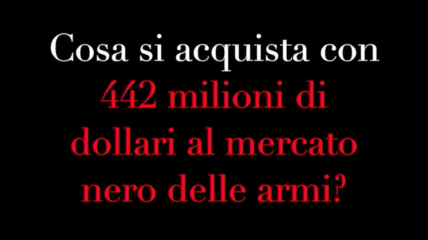 Cosa si acquista con
442 milioni di
dollari al mercato
nero delle armi?